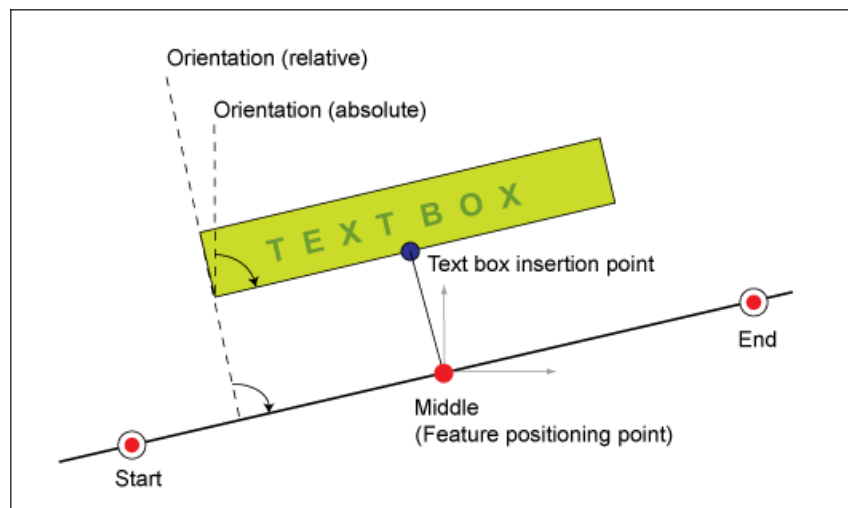 Orientation (relative)
Orientation (absolute)
TEXT BOX
Text box insertion point
End
Middle
(Feature positioning point)
Start